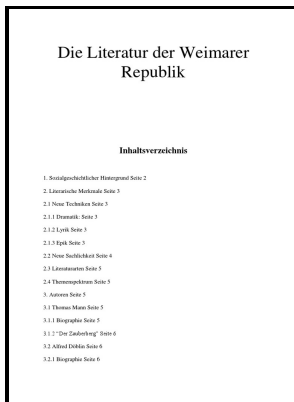 Die Literatur der Weimarer
Republik
Inhaltsverzeichnis
1. Sozialgeschichtlicher Hintergrund Seite 2
2. Literarische Merkmale Seite 3
2.1 Neue Techniken Seite 3
2.1.1 Dramatik: Seite 3
2.1.2 Lyrik Seite 3
2.1.3 Epik Seite 3
2.2 Neue Sachlichkeit Seite 4
2.3 Literaturarten Seite 5
2.4 Themenspektrum Seite 5
3. Autoren Seite 5
3.1 Thomas Mann Seite 5
3.1.1 Biographie Seite 5
3.1.2 "Der Zauberberg" Seite 6
3.2 Alfred Döblin Seite 6
3.2.1 Biographie Seite 6